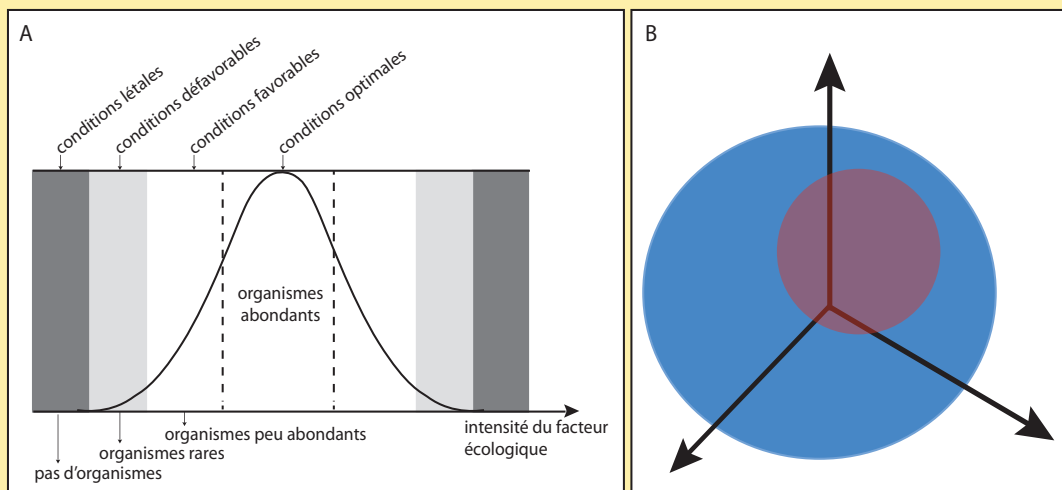 A
conditions létales
conditions défavorables
conditions favorables
conditions optimales
organismes
abondants
organismes peu abondants
organismes rares
pas d'organismes
intensité du facteur
écologique
B